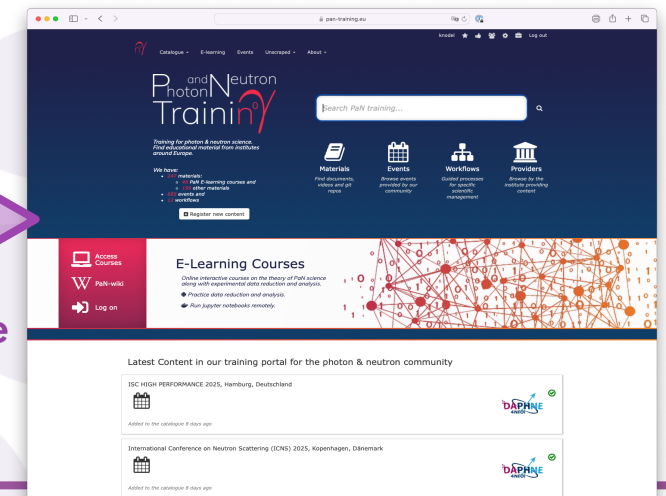 pan-training.eu
knodel
Log out
Catalogue
E-learning
Events
Unscraped
About
Photon and Neutron
Training
Search PaN training...
Training for photon & neutron science.
Find educational material from institutes
around Europe.
We have:
materials:
PaN E-learning courses and
other materials
events and
workflows
Register new content
Materials
Find documents,
videos and git
repos
Events
Browse events
provided by our
community
Workflows
Guided processes
for specific
scientific
management
Providers
Browse by the
institute providing
content
Access
Courses
PaN-wiki
Log on
E-Learning Courses
Online interactive courses on the theory of PaN science
along with experimental data reduction and analysis.
Practice data reduction and analysis.
Run Jupyter notebooks remotely.
Latest Content in our training portal for the photon & neutron community
ISC HIGH PERFORMANCE 2025, Hamburg, Deutschland
DAPHNE
4NFDI
Added to the catalogue 8 days ago
International Conference on Neutron Scattering (ICNS) 2025, Kopenhagen, Dänemark
DAPHNE
4NFDI
Added to the catalogue 8 days ago